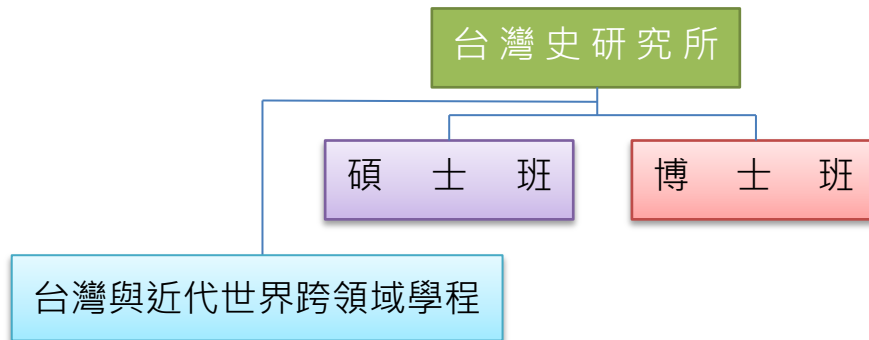 台灣史研究所
碩士班
博士班
台灣與近代世界跨領域學程